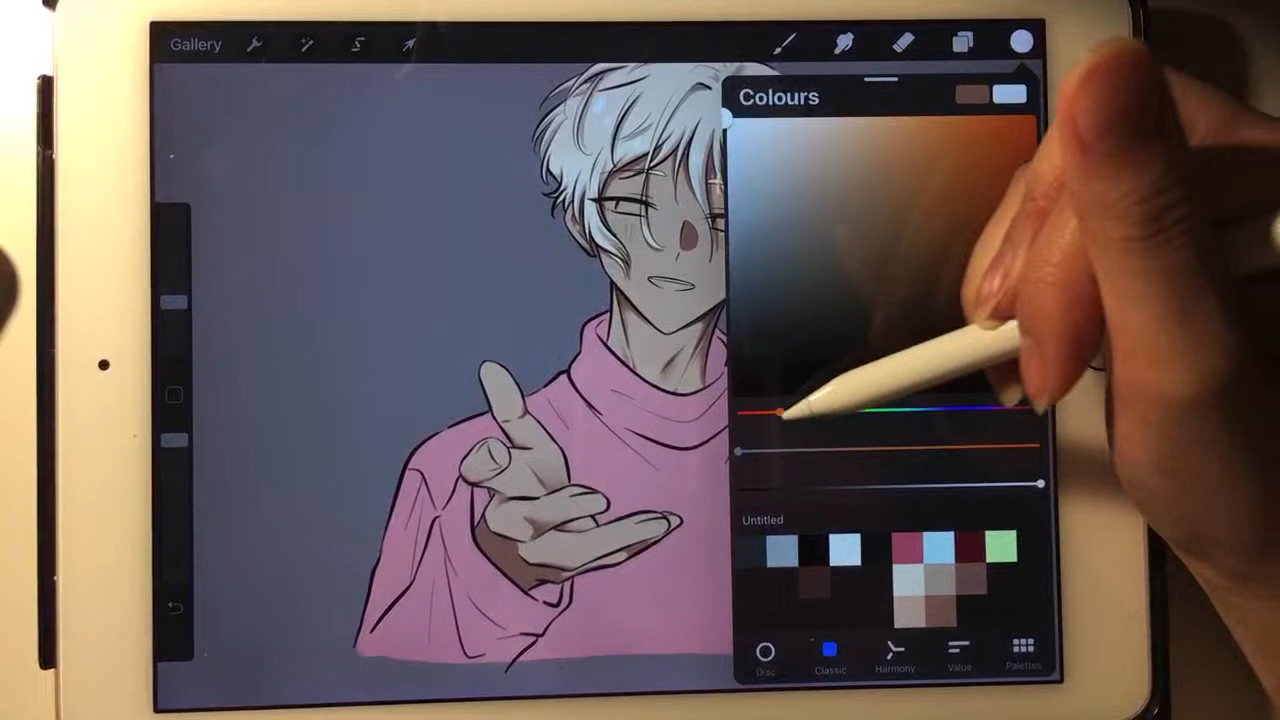 Gallery
Colours
Untitled
Disc
Classic
Harmony
Value
Palettes